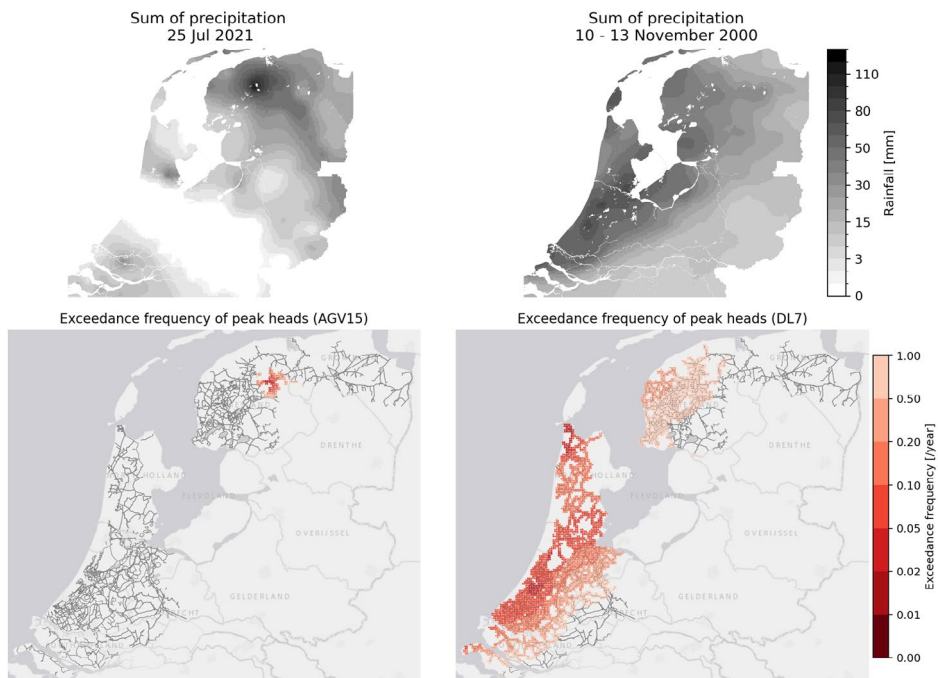 Sum of precipitation
25 Jul 2021
Sum of precipitation
10 - 13 November 2000
110
80
50
30
15
3
0
Rainfall [mm]
Exceedance frequency of peak heads (AGV15)
DRENTHE
HOLLAND
FLEVOLAND
OVERIJSSEL
GELDERLAND
Exceedance frequency of peak heads (DL7)
DRENTHE
HOLLAND
FLEVOLAND
OVERIJSSEL
GELDERLAND
1.00
0.50
0.20
0.10
0.05
0.02
0.01
0.00
Exceedance frequency [/year]